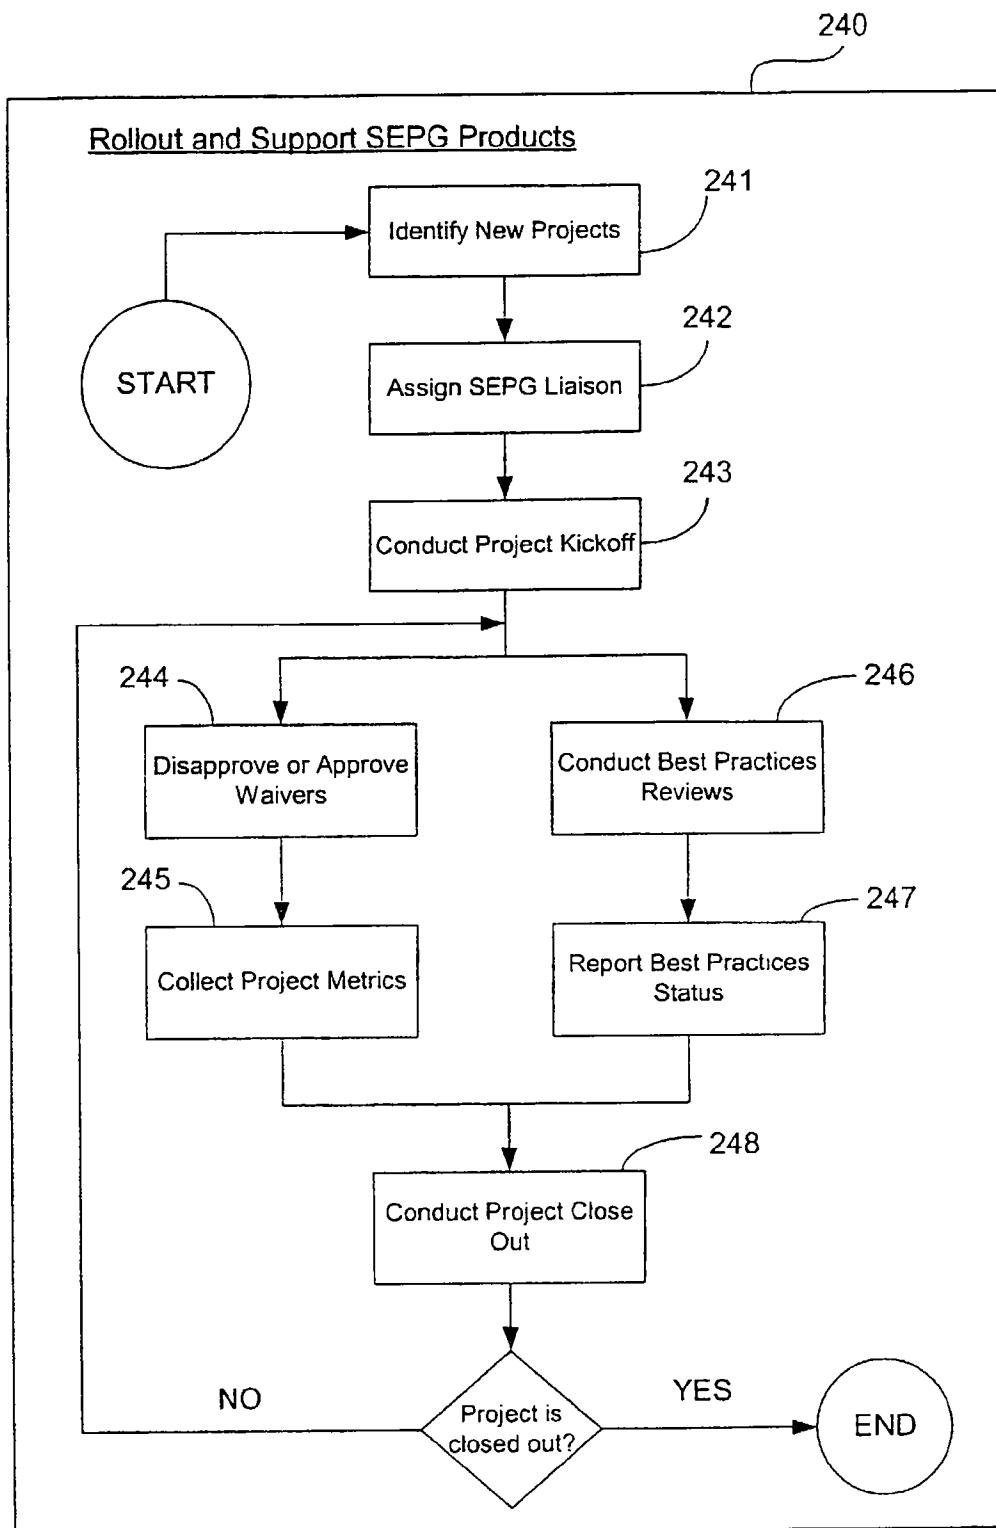 240
Rollout and Support SEPG Products
241
Identify New Projects
242
START
Assign SEPG Liaison
243
Conduct Project Kickoff
244
246
Disapprove or Approve
Waivers
Conduct Best Practices
Reviews
245
247
Collect Project Metrics
Report Best Practices
Status
248
Conduct Project Close
Out
NO
YES
Project is
closed out?
END